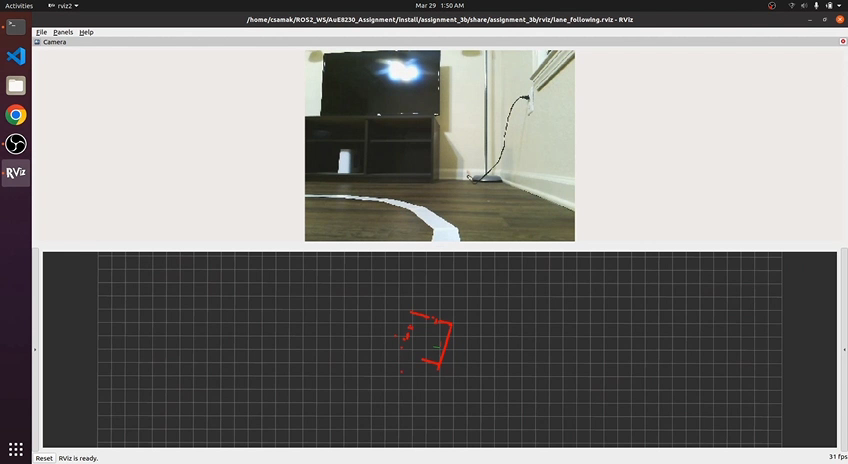 Activities
rviz2
Mar 29 1:50 AM
/home/csamak/ROS2_WS/AuE8230_Assignment/install/assignment_3b/share/assignment_3b/rviz/lane_following.rviz - RViz
File Panels Help
Camera
RViz
Reset
RViz is ready.
31 fps